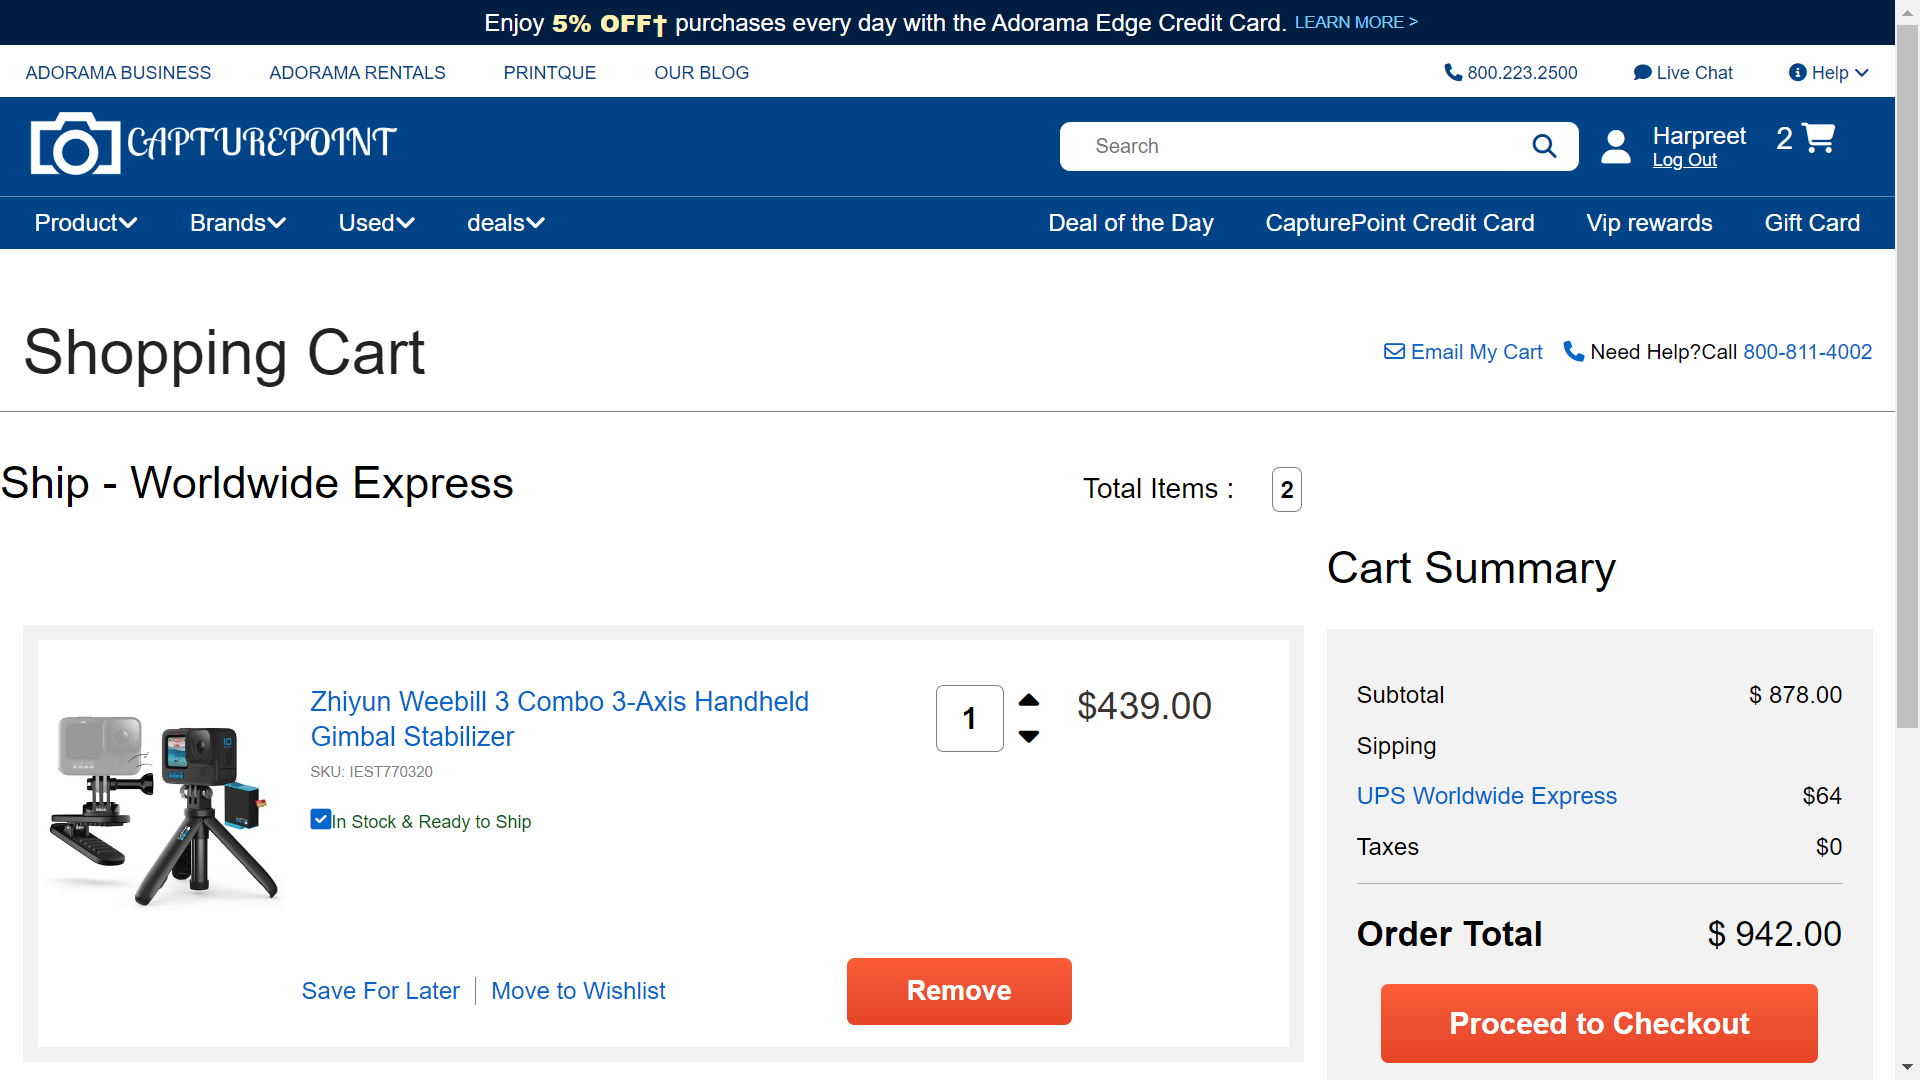 Enjoy 5% OFF† purchases every day with the Adorama Edge Credit Card. LEARN MORE >
ADORAMA BUSINESS ADORAMA RENTALS PRINTQUE OUR BLOG 800.223.2500 Live Chat Help
CAPTUREPOINT Search Harpreet 2
Log Out
Product Brands Used deals Deal of the Day CapturePoint Credit Card Vip rewards Gift Card
Shopping Cart Email My Cart Need Help?Call 800-811-4002
Ship - Worldwide Express Total Items : 2
Zhiyun Weebill 3 Combo 3-Axis Handheld
Gimbal Stabilizer
1 $439.00
SKU: IEST770320
In Stock & Ready to Ship
Save For Later Move to Wishlist Remove
Cart Summary
Subtotal $ 878.00
Sipping
UPS Worldwide Express $64
Taxes $0
Order Total $ 942.00
Proceed to Checkout